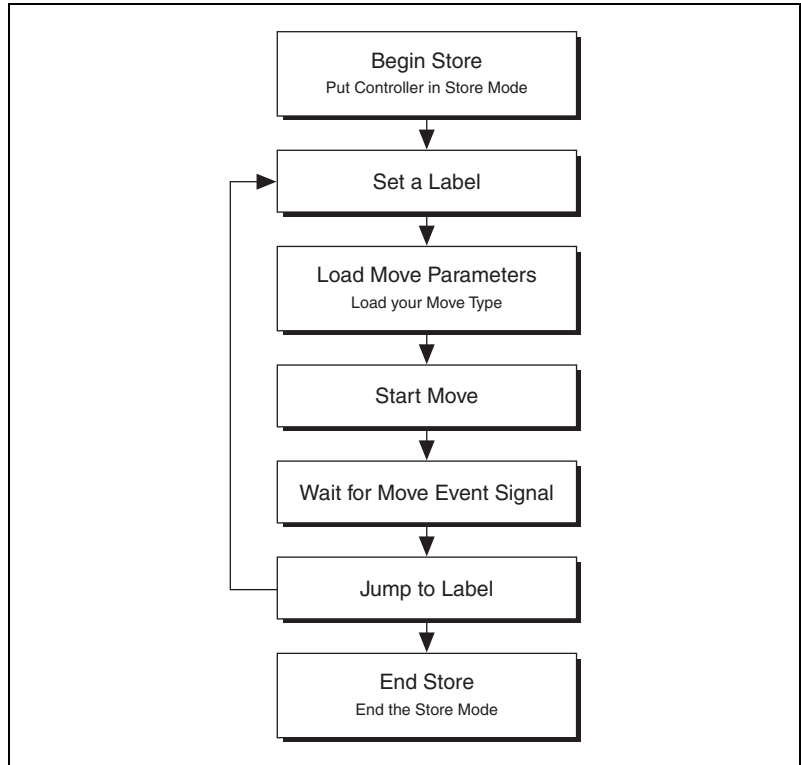 Begin Store
Put Controller in Store Mode
Set a Label
Load Move Parameters
Load your Move Type
Start Move
Wait for Move Event Signal
Jump to Label
End Store
End the Store Mode